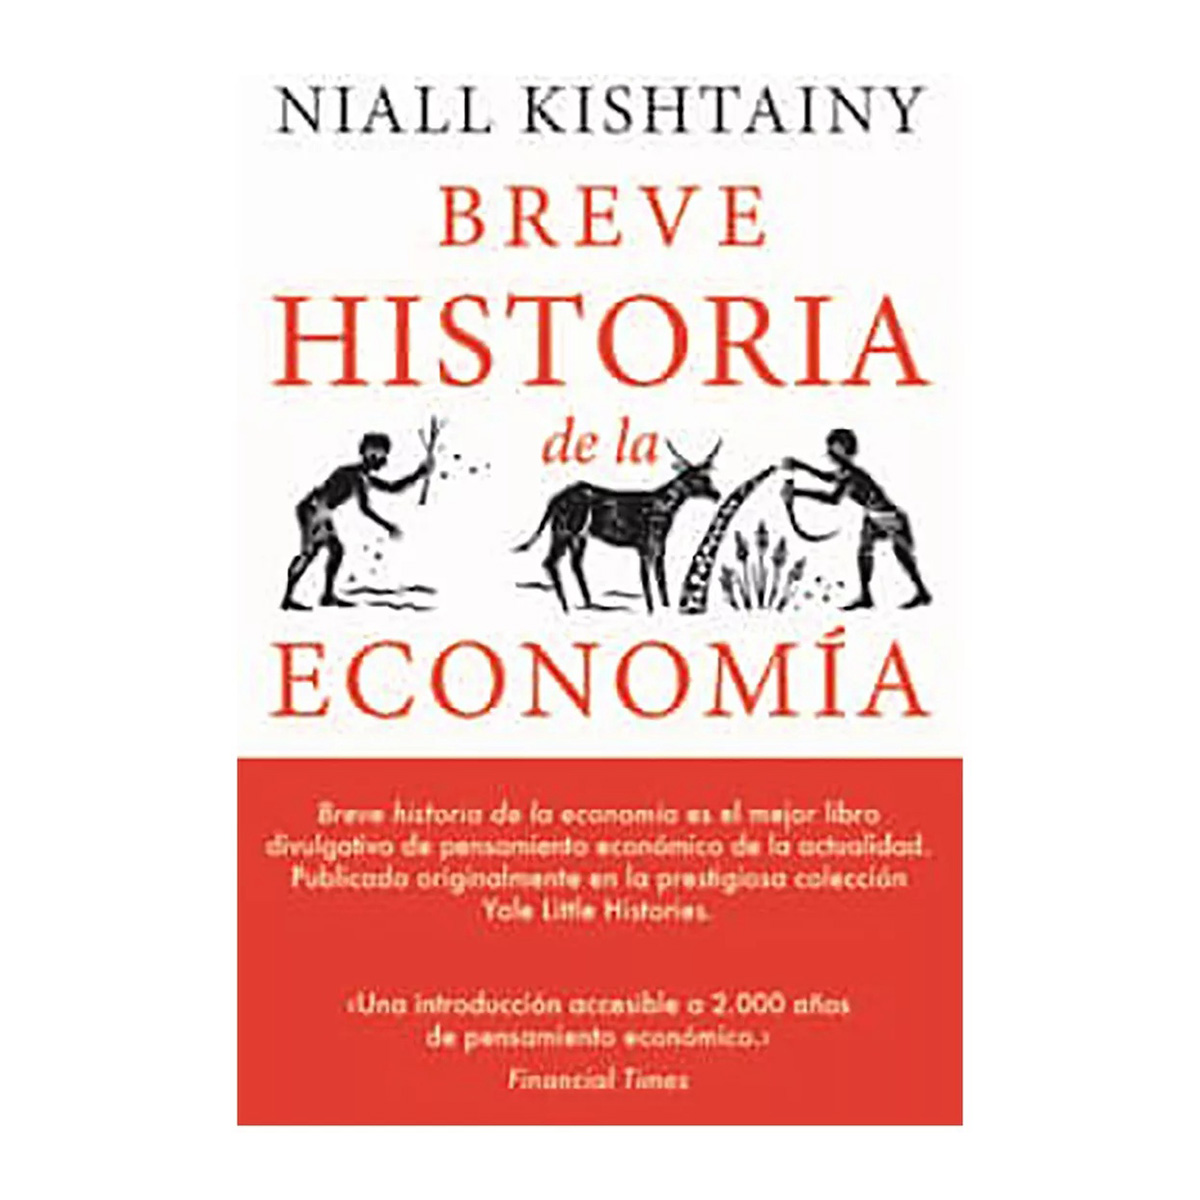 NIALL KISHTAINY
BREVE
HISTORIA
de la
ECONOMÍA
Breve historia de la economía es el mejor libro
divulgativo de pensamiento económico de la actualidad.
Publicado originalmente en la prestigiosa colección
Yale Little Histories.
«Una introducción accesible a 2.000 años
de pensamiento económico.»
Financial Times